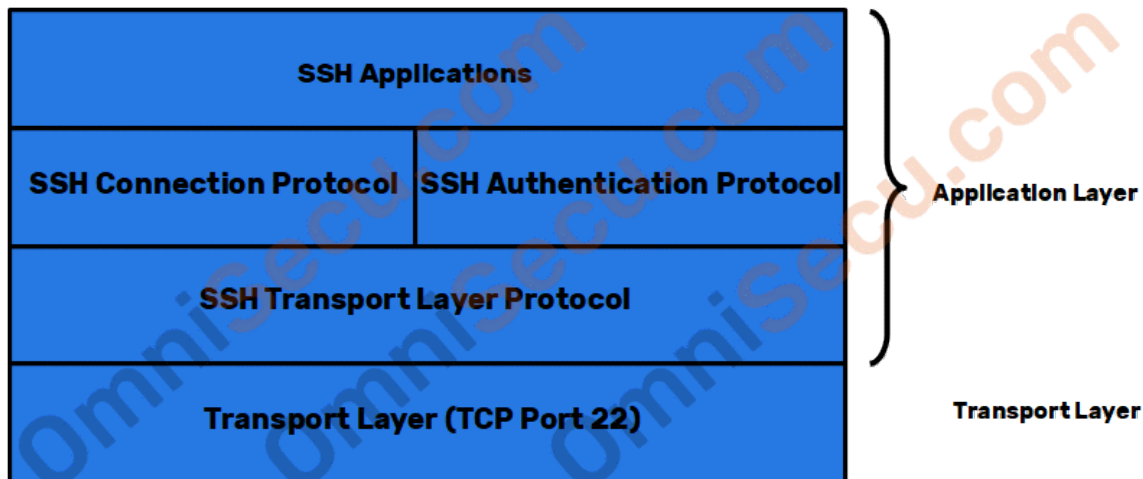 SSH Applications
SSH Connection Protocol
SSH Authentication Protocol
Application Layer
SSH Transport Layer Protocol
Transport Layer (TCP Port 22)
Transport Layer
OmniSecu.com
OmniSecu.com
OmniSecu.com